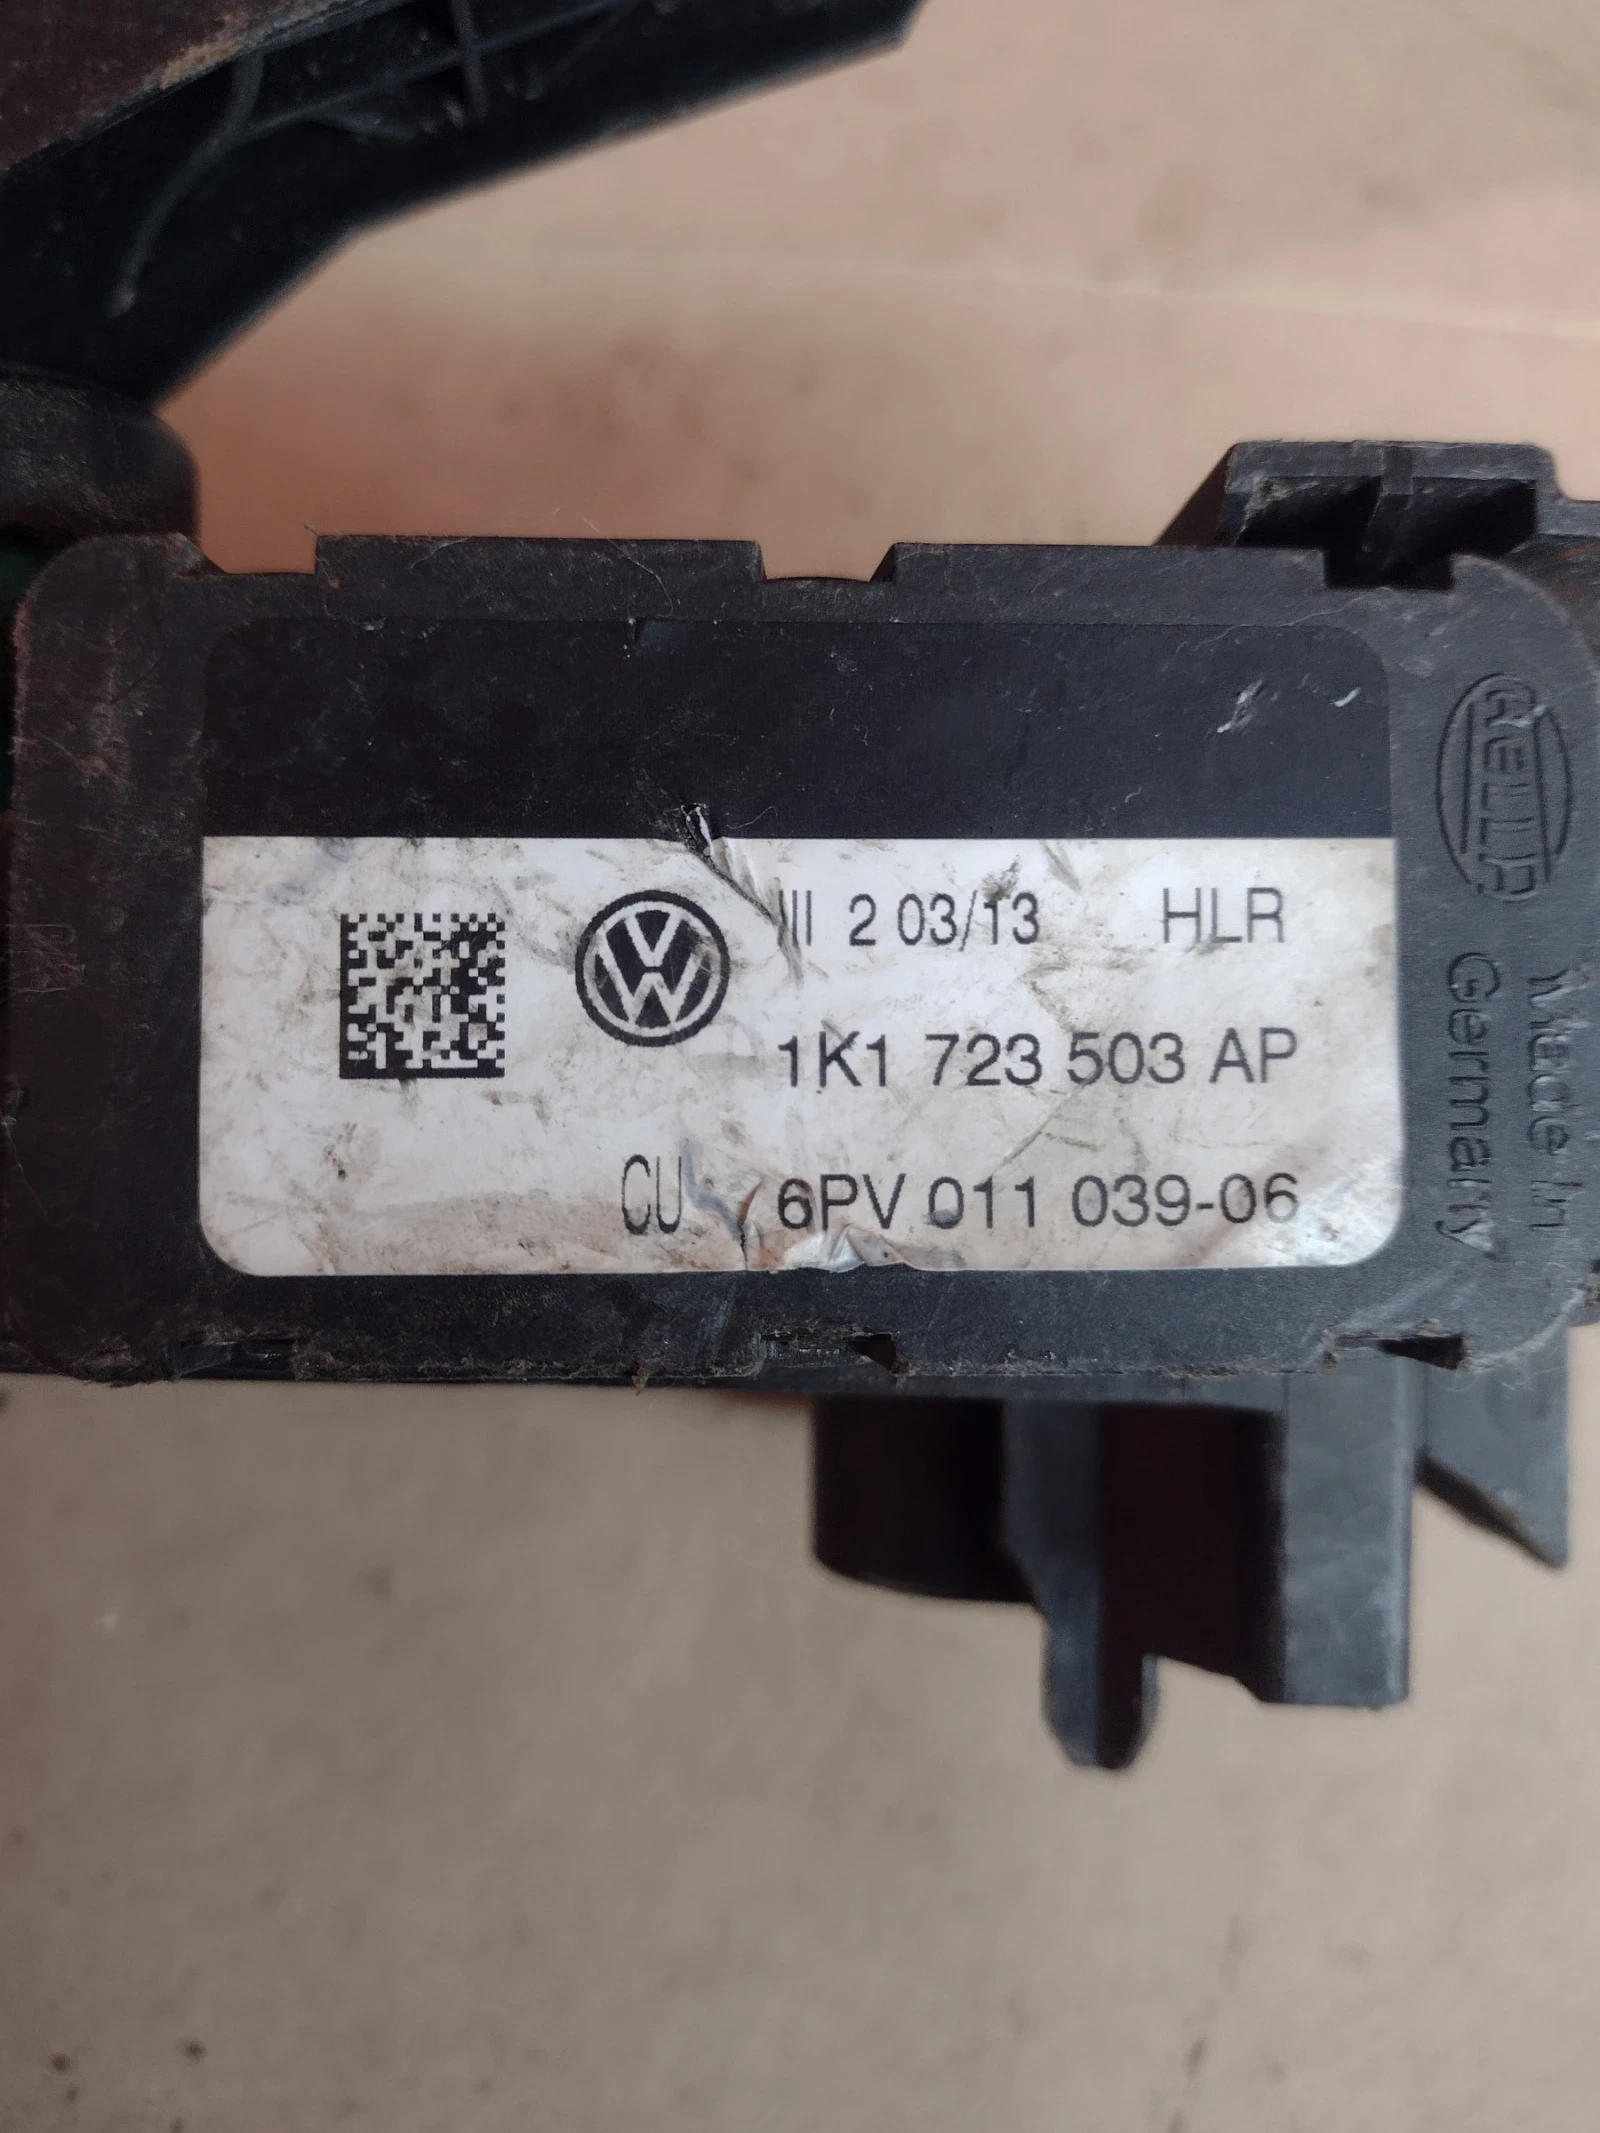 III 2 03/13 HLR
1K1 723 503 AP
CU 6PV 011 039-06
HELLA
Made in
Germany